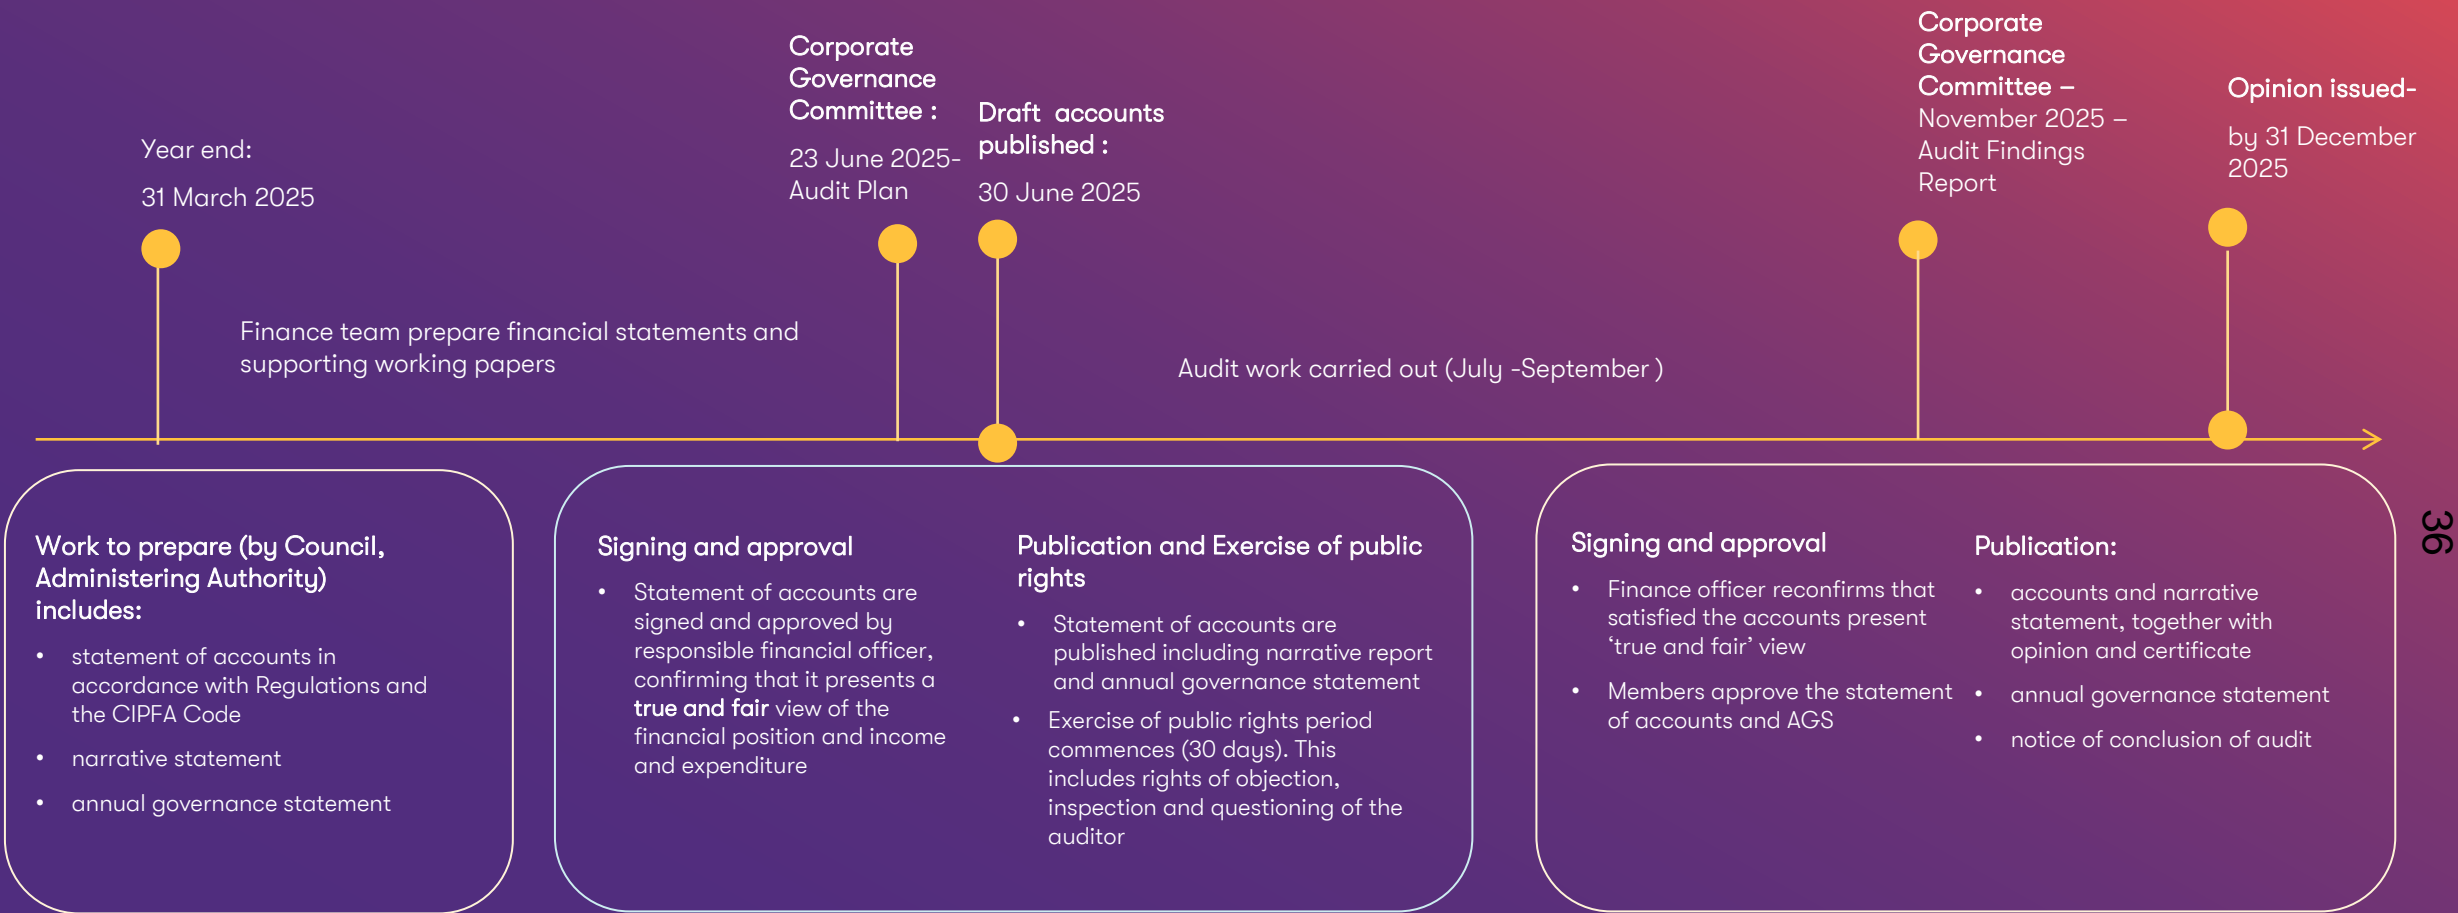 Year end:
31 March 2025
Corporate
Governance
Committee :
23 June 2025-
Audit Plan
Draft accounts
published :
30 June 2025
Corporate
Governance
Committee –
November 2025 –
Audit Findings
Report
Opinion issued-
by 31 December
2025
Finance team prepare financial statements and
supporting working papers
Audit work carried out (July -September )
Work to prepare (by Council,
Administering Authority)
includes:
• statement of accounts in
accordance with Regulations and
the CIPFA Code
• narrative statement
• annual governance statement
Signing and approval
• Statement of accounts are
signed and approved by
responsible financial officer,
confirming that it presents a
true and fair view of the
financial position and income
and expenditure
Publication and Exercise of public
rights
• Statement of accounts are
published including narrative report
and annual governance statement
• Exercise of public rights period
commences (30 days). This
includes rights of objection,
inspection and questioning of the
auditor
Signing and approval
• Finance officer reconfirms that
satisfied the accounts present
‘true and fair’ view
• Members approve the statement
of accounts and AGS
Publication:
• accounts and narrative
statement, together with
opinion and certificate
• annual governance statement
• notice of conclusion of audit
36